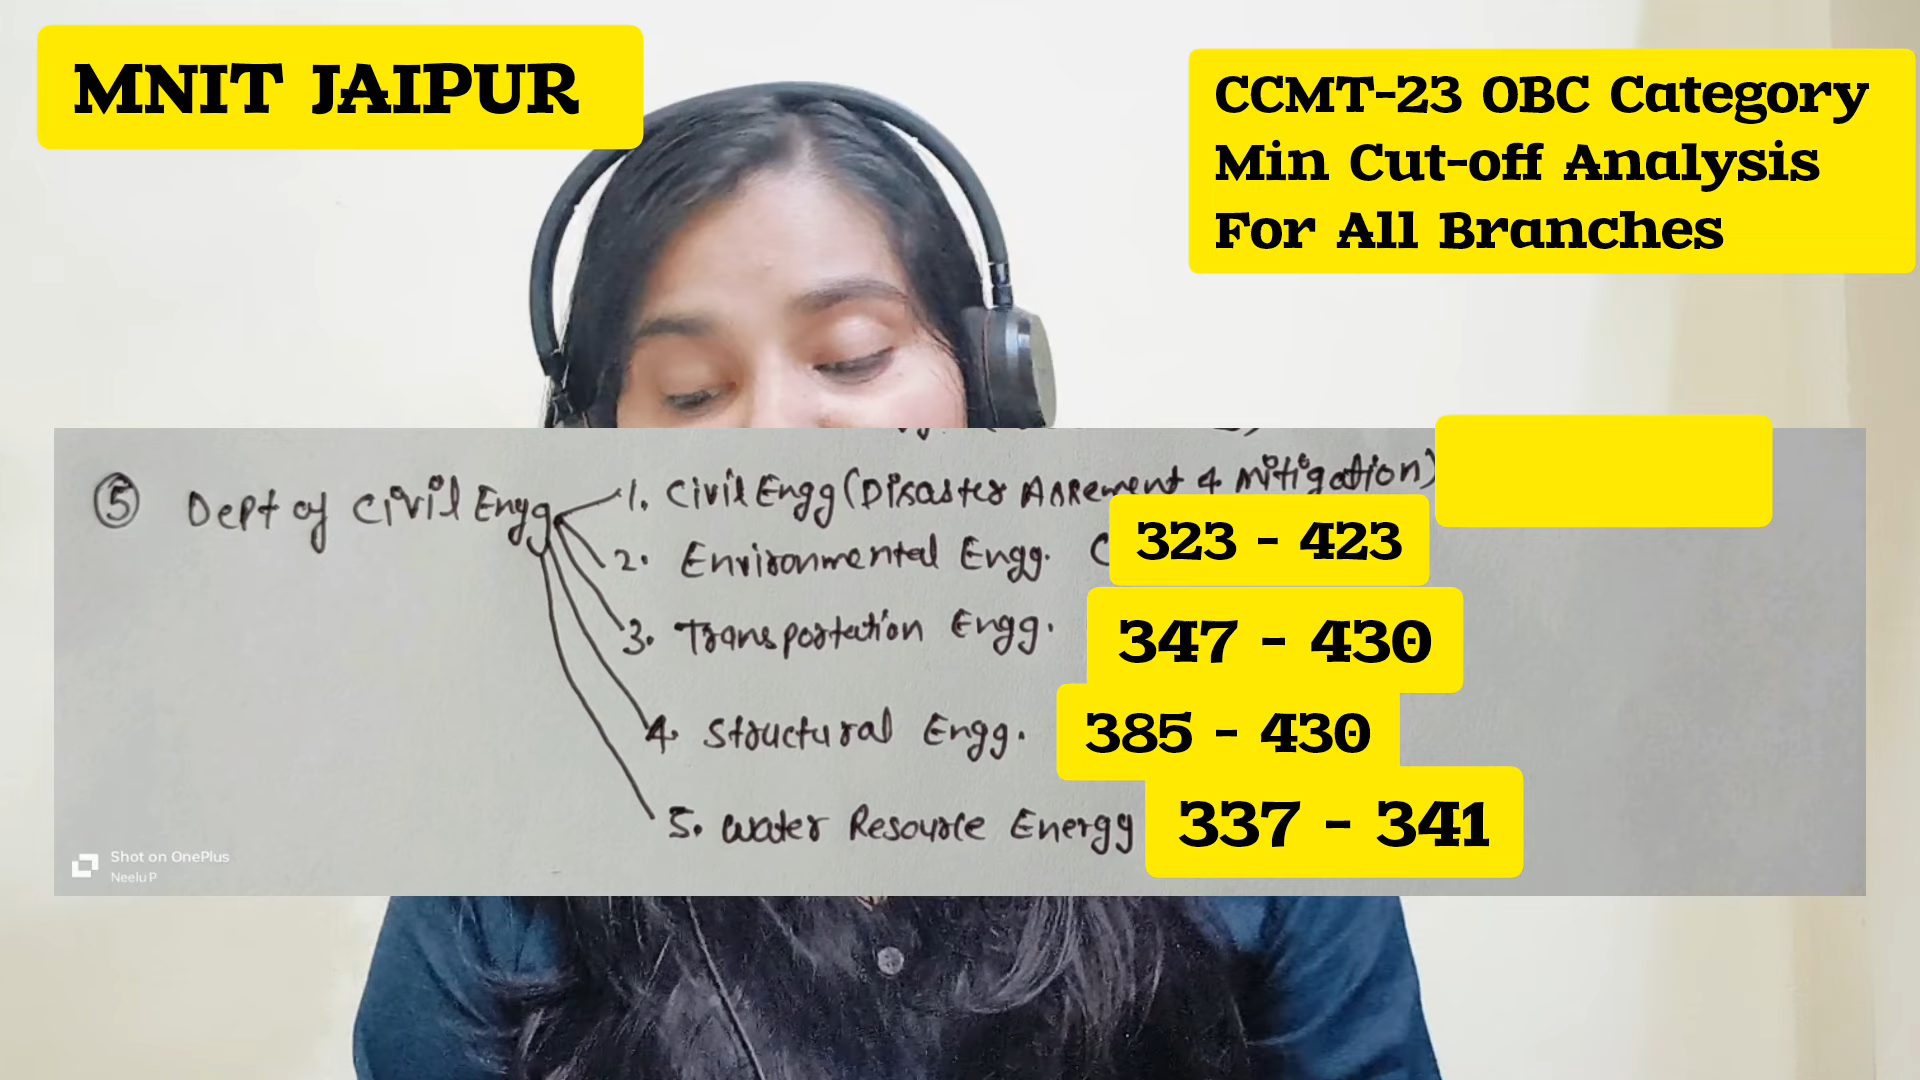 MNIT JAIPUR
CCMT-23 OBC Category
Min Cut-off Analysis
For All Branches
5 Dept of Civil Engg
1. Civil Engg (Disaster & Mitigation)
2. Environmental Engg. 323 - 423
3. Transportation Engg. 347 - 430
4. Structural Engg. 385 - 430
5. Water Resource Energy 337 - 341
Shot on OnePlus
Neelu P